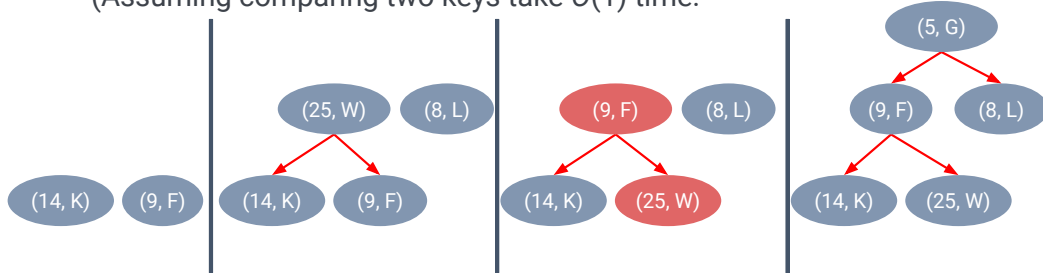 (Assuming comparing two keys take O(1) time.
(5, G)
(25, W) (8, L) (9, F) (8, L) (9, F) (8, L)
(14, K) (9, F) (14, K) (9, F) (14, K) (25, W) (14, K) (25, W)